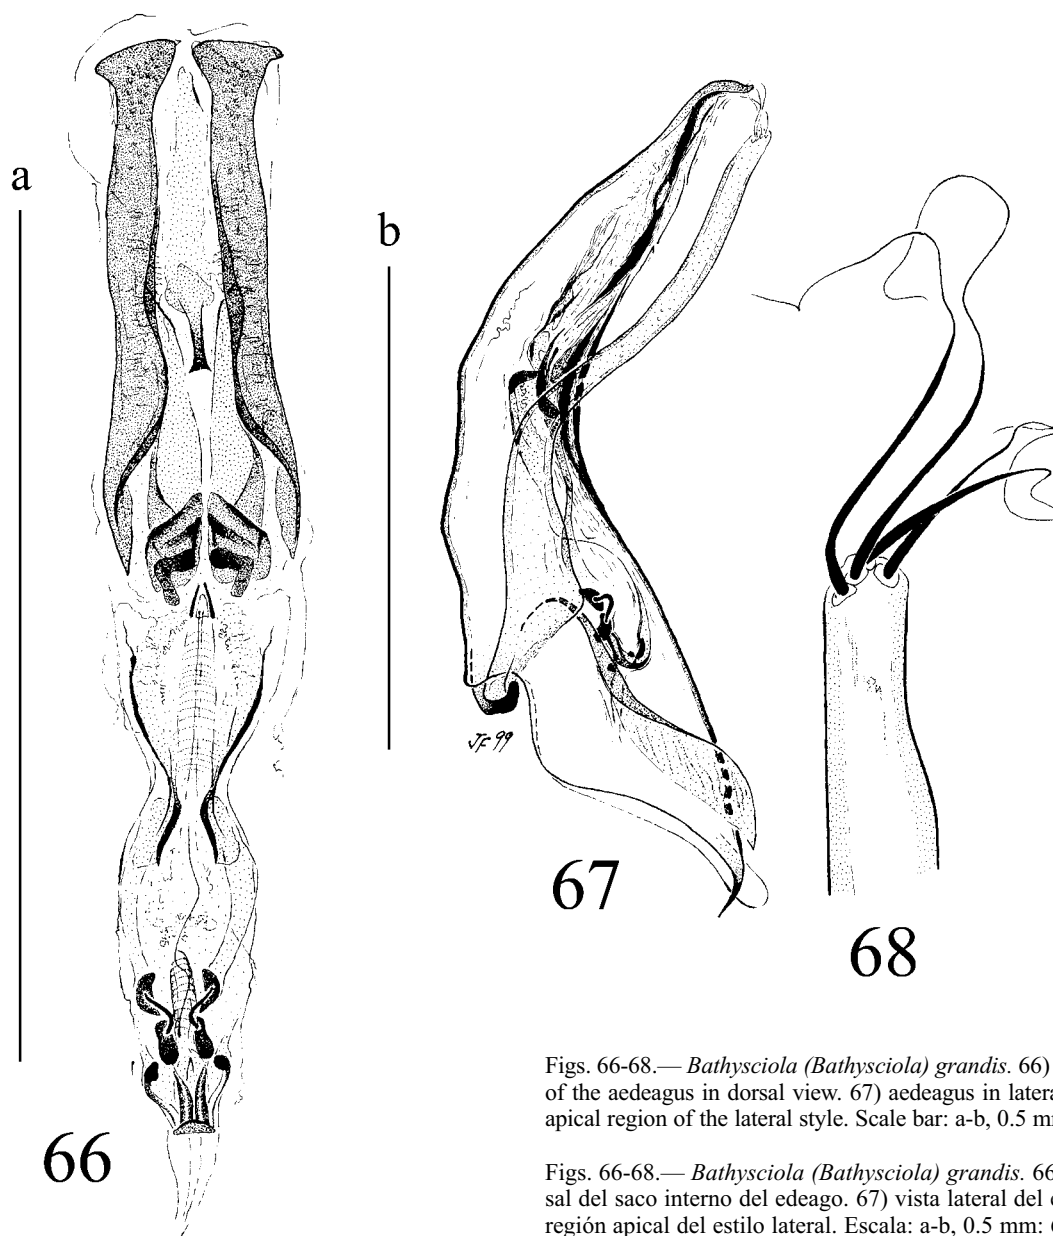 a
b
JF 99
66
67
68
Figs. 66-68.— Bathysciola (Bathysciola) grandis. 66)
of the aedeagus in dorsal view. 67) aedeagus in latera
apical region of the lateral style. Scale bar: a-b, 0.5 m
Figs. 66-68.— Bathysciola (Bathysciola) grandis. 66
sal del saco interno del edeago. 67) vista lateral del
región apical del estilo lateral. Escala: a-b, 0.5 mm: